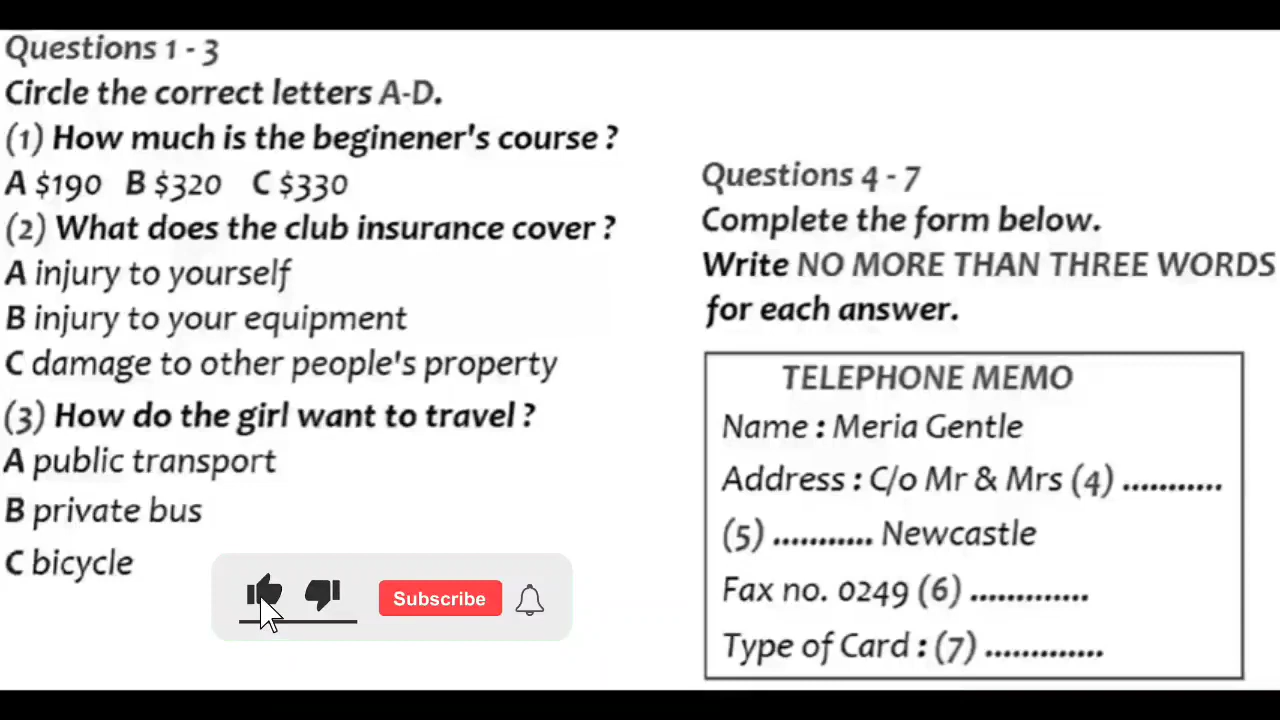 Questions 1 - 3
Circle the correct letters A-D.
(1) How much is the beginener's course ?
A $190 B $320 C $330
(2) What does the club insurance cover ?
A injury to yourself
B injury to your equipment
C damage to other people's property
(3) How do the girl want to travel ?
A public transport
B private bus
C bicycle
Subscribe
Questions 4 - 7
Complete the form below.
Write NO MORE THAN THREE WORDS
for each answer.
TELEPHONE MEMO
Name : Meria Gentle
Address : C/o Mr & Mrs (4) ...........
(5) ........... Newcastle
Fax no. 0249 (6) .............
Type of Card : (7) .............